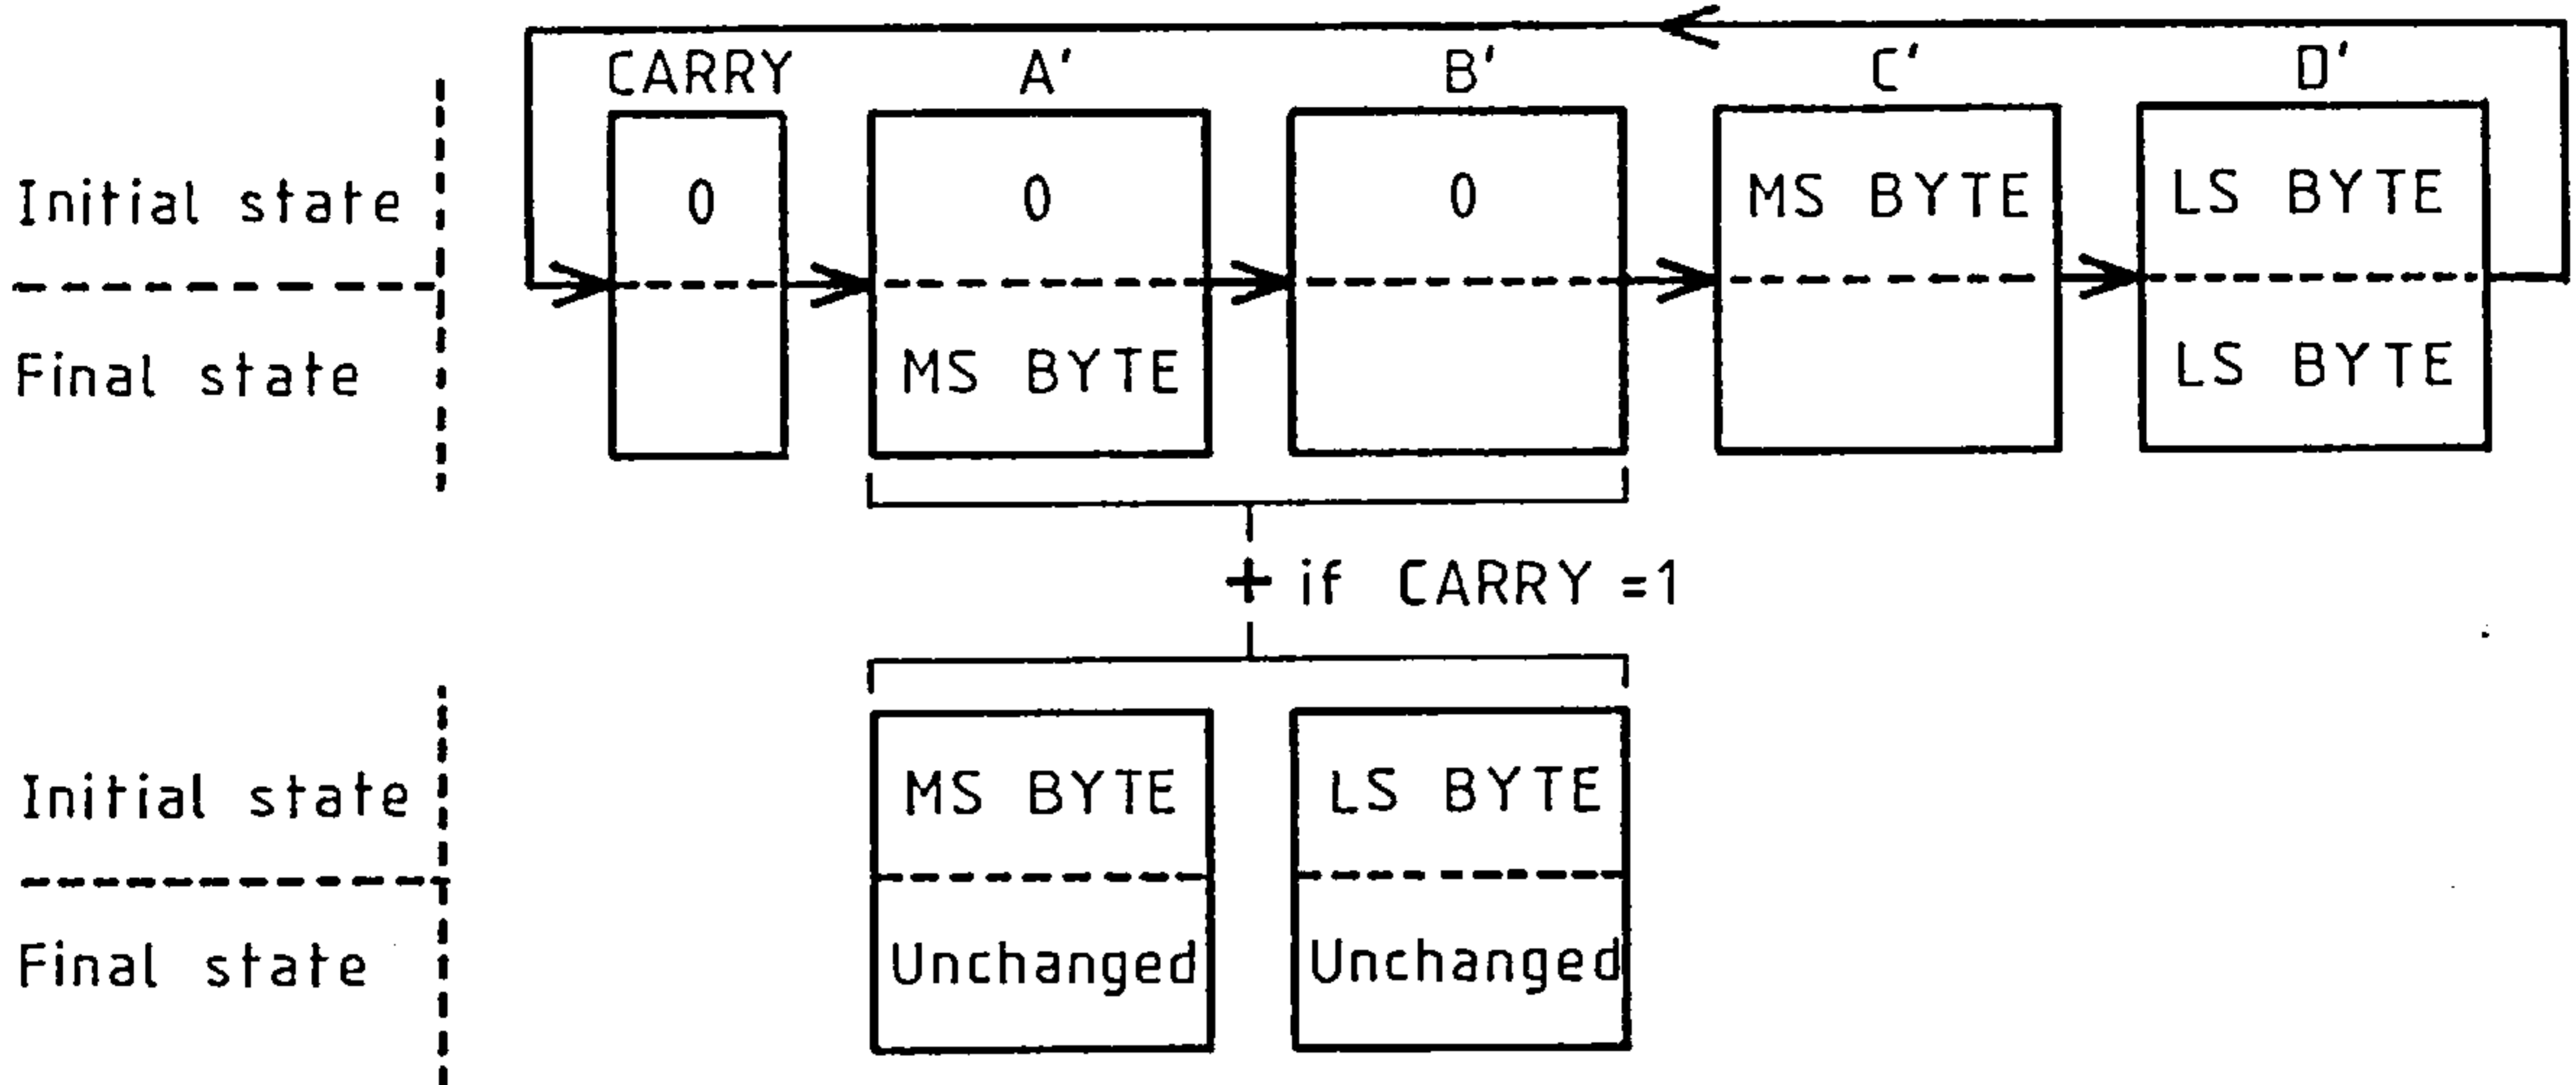 CARRY A' B' C' D'
Initial state 0 0 0 MS BYTE LS BYTE
Final state MS BYTE LS BYTE
+ if CARRY =1
Initial state MS BYTE LS BYTE
Final state Unchanged Unchanged